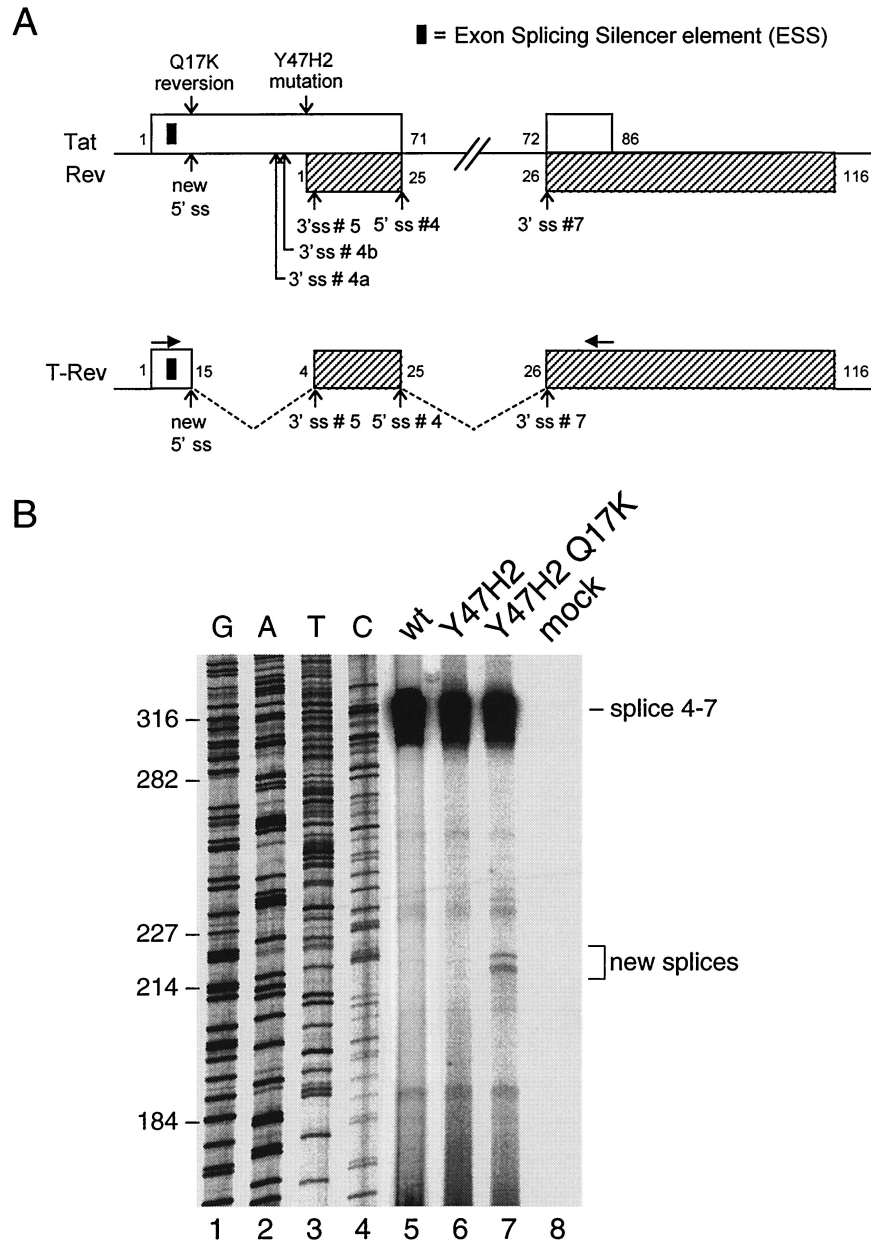 A
= Exon Splicing Silencer element (ESS)
Q17K
reversion
Y47H2
mutation
Tat
1
71
72
86
Rev
1
25
26
116
new
5' ss
3'ss # 5
5' ss #4
3' ss #7
3' ss # 4b
3' ss # 4a
T-Rev
1
15
4
25
26
116
new
5' ss
3' ss # 5
5' ss # 4
3' ss # 7
B
G A T C wt Y47H2 Y47H2 Q17K mock
316
282
227
214
184
splice 4-7
new splices
1 2 3 4 5 6 7 8